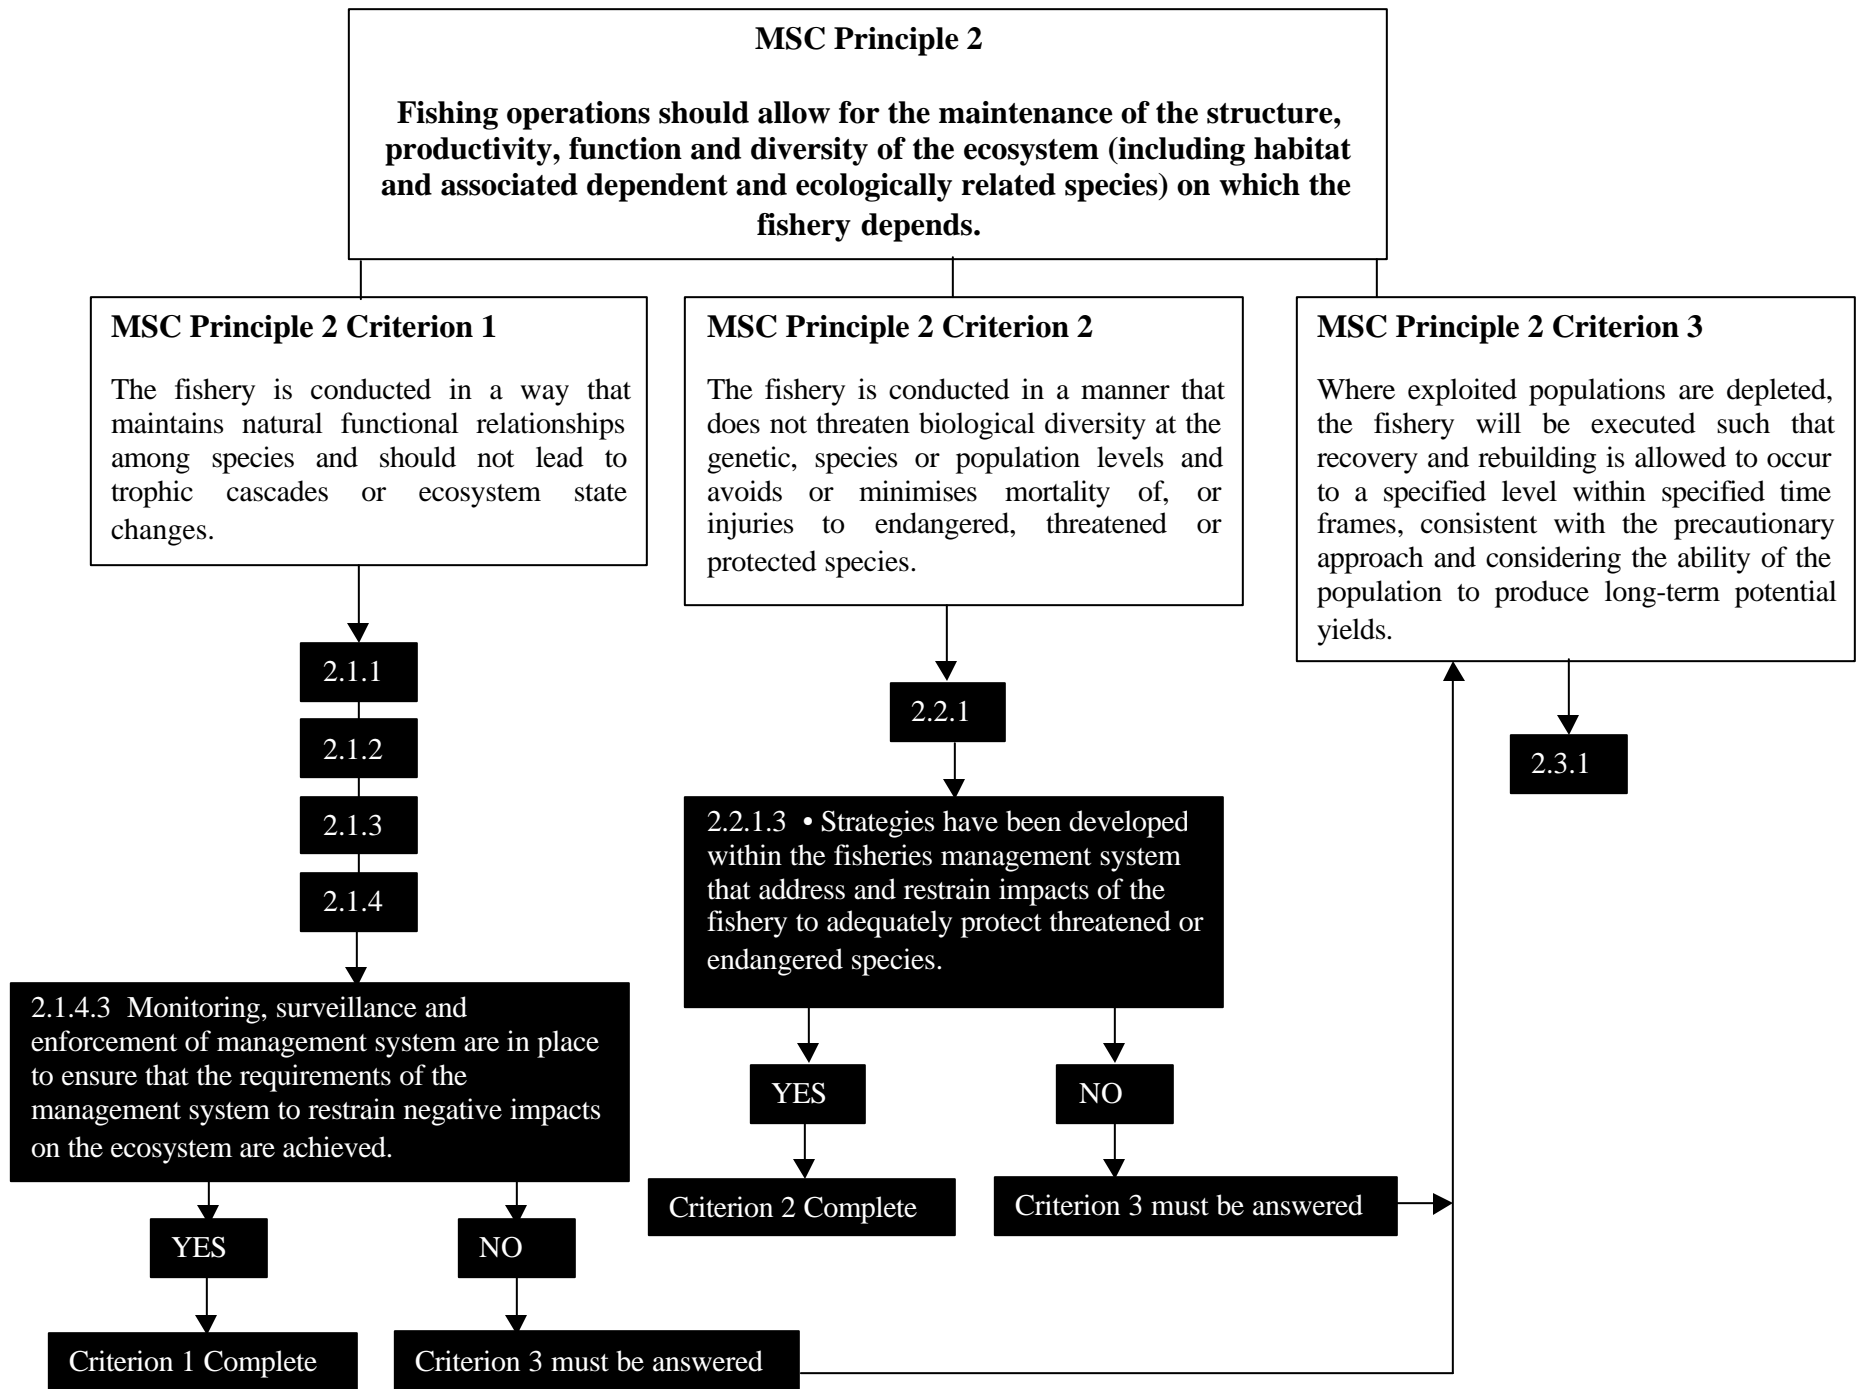 MSC Principle 2
Fishing operations should allow for the maintenance of the structure,
productivity, function and diversity of the ecosystem (including habitat
and associated dependent and ecologically related species) on which the
fishery depends.
MSC Principle 2 Criterion 1
The fishery is conducted in a way that
maintains natural functional relationships
among species and should not lead to
trophic cascades or ecosystem state
changes.
MSC Principle 2 Criterion 2
The fishery is conducted in a manner that
does not threaten biological diversity at the
genetic, species or population levels and
avoids or minimises mortality of, or
injuries to endangered, threatened or
protected species.
MSC Principle 2 Criterion 3
Where exploited populations are depleted,
the fishery will be executed such that
recovery and rebuilding is allowed to occur
to a specified level within specified time
frames, consistent with the precautionary
approach and considering the ability of the
population to produce long-term potential
yields.
2.1.1
2.1.2
2.1.3
2.1.4
2.1.4.3 Monitoring, surveillance and
enforcement of management system are in place
to ensure that the requirements of the
management system to restrain negative impacts
on the ecosystem are achieved.
YES
NO
Criterion 1 Complete
Criterion 3 must be answered
2.2.1
2.2.1.3 • Strategies have been developed
within the fisheries management system
that address and restrain impacts of the
fishery to adequately protect threatened or
endangered species.
YES
NO
Criterion 2 Complete
Criterion 3 must be answered
2.3.1